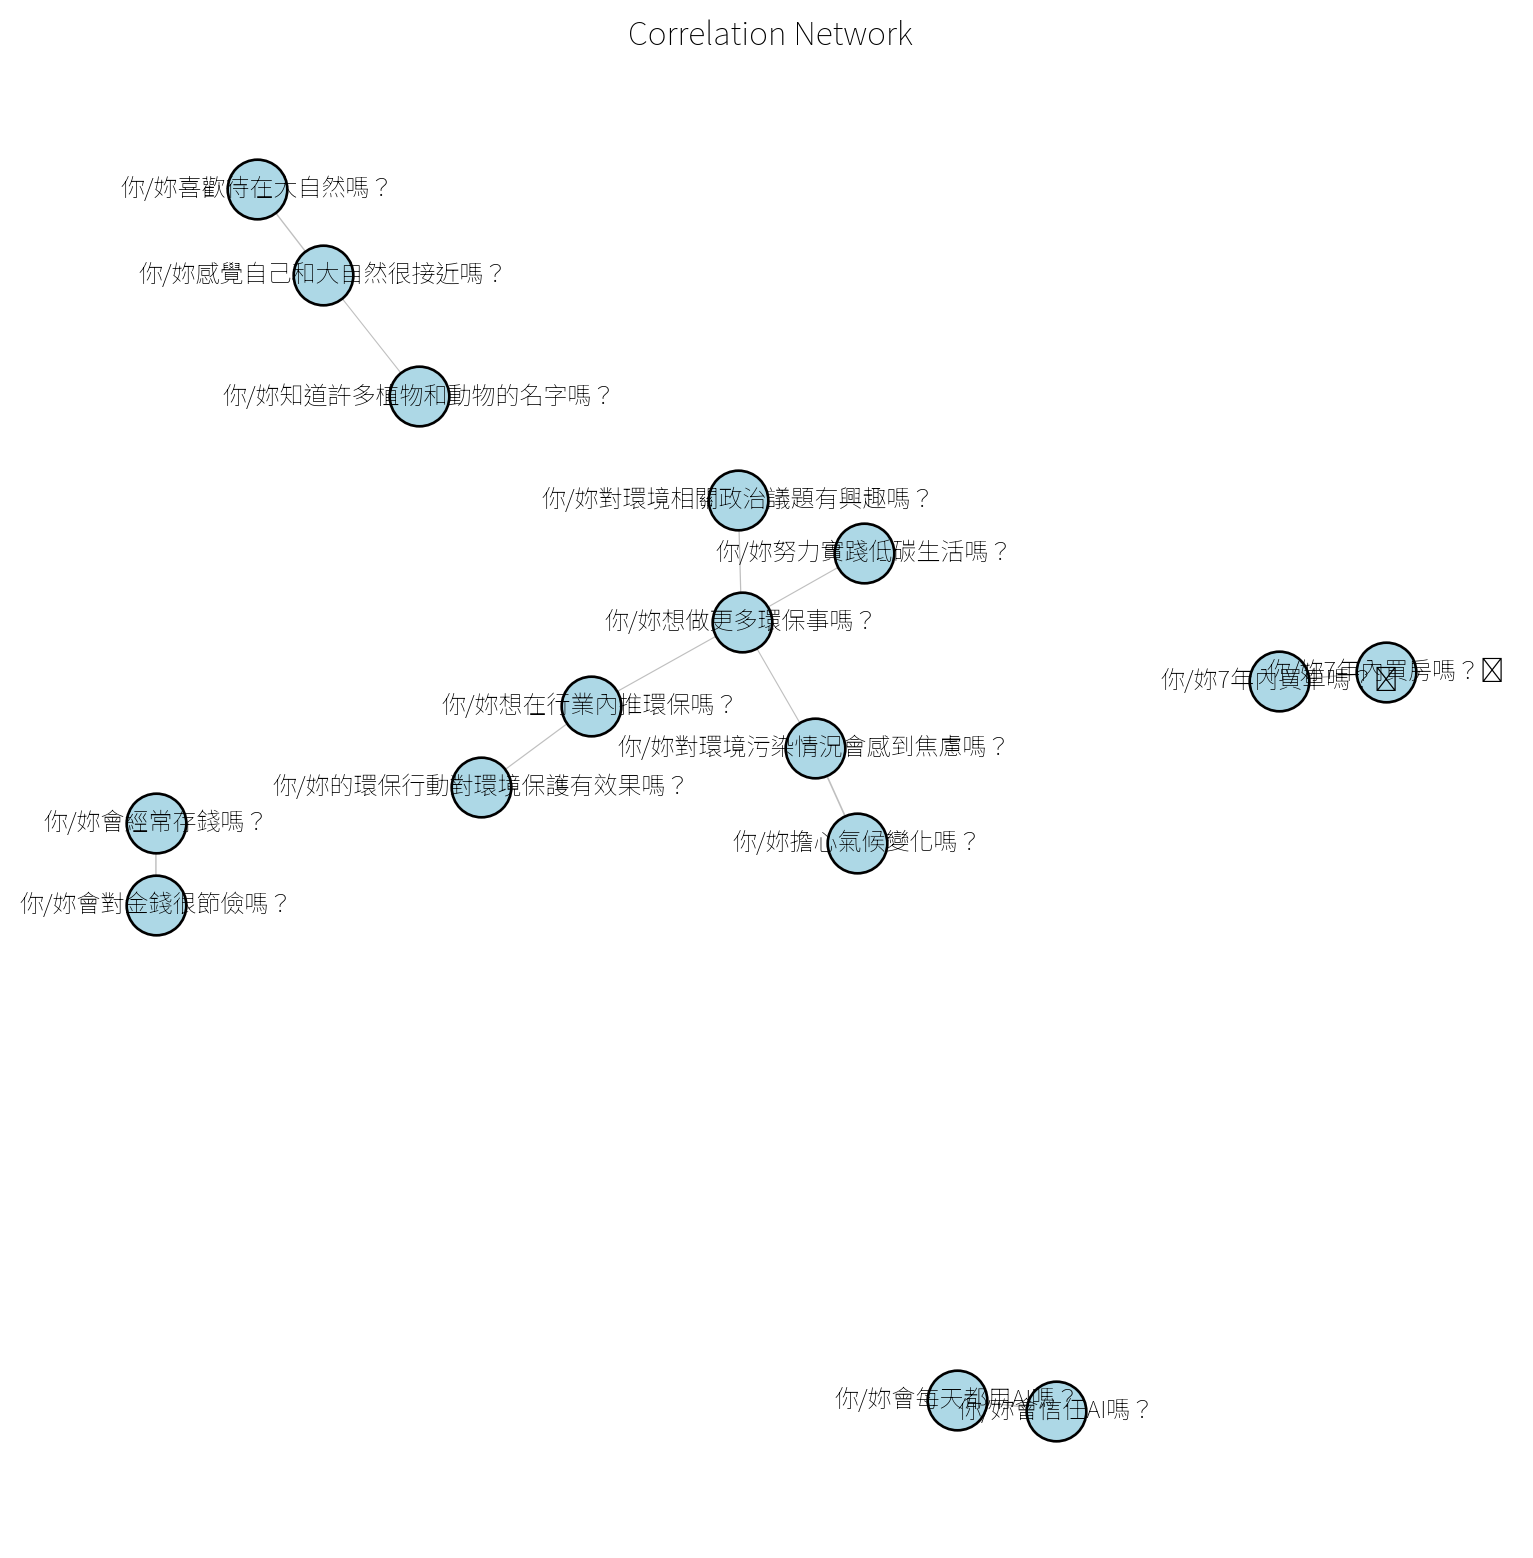 Correlation Network
你/妳喜歡待在大自然嗎？
你/妳感覺自己和大自然很接近嗎？
你/妳知道許多植物和動物的名字嗎？
你/妳對環境相關政治議題有興趣嗎？
你/妳努力實踐低碳生活嗎？
你/妳想做更多環保事嗎？
你/妳7年內買房嗎？
你/妳7年內買車嗎？
你/妳想在行業內推環保嗎？
你/妳對環境污染情況會感到焦慮嗎？
你/妳的環保行動對環境保護有效果嗎？
你/妳會經常存錢嗎？
你/妳擔心氣候變化嗎？
你/妳會對金錢很節儉嗎？
你/妳會每天都用AI嗎？
你/妳會信任AI嗎？